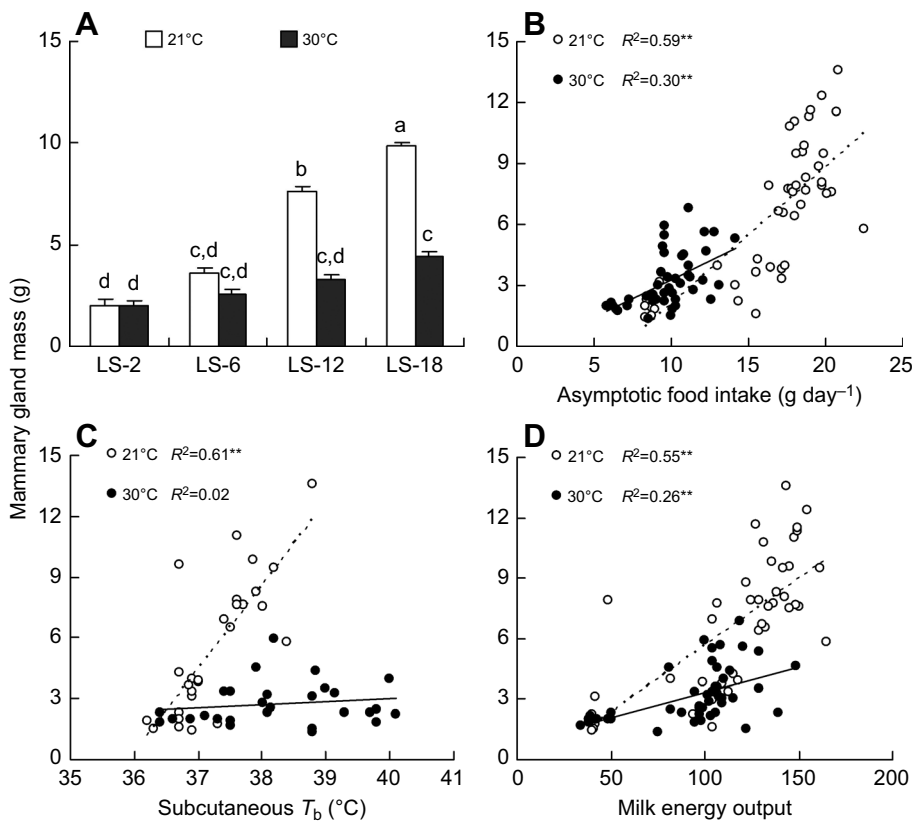 A
21°C
30°C
15
10
5
0
d
d
c,d
c,d
b
c,d
a
c
LS-2
LS-6
LS-12
LS-18
Mammary gland mass (g)
B
21°C R²=0.59**
30°C R²=0.30**
15
12
9
6
3
0
0
5
10
15
20
25
Asymptotic food intake (g day⁻¹)
C
21°C R²=0.61**
30°C R²=0.02
15
12
9
6
3
0
35
36
37
38
39
40
41
Subcutaneous Tb (°C)
D
21°C R²=0.55**
30°C R²=0.26**
15
12
9
6
3
0
0
50
100
150
200
Milk energy output